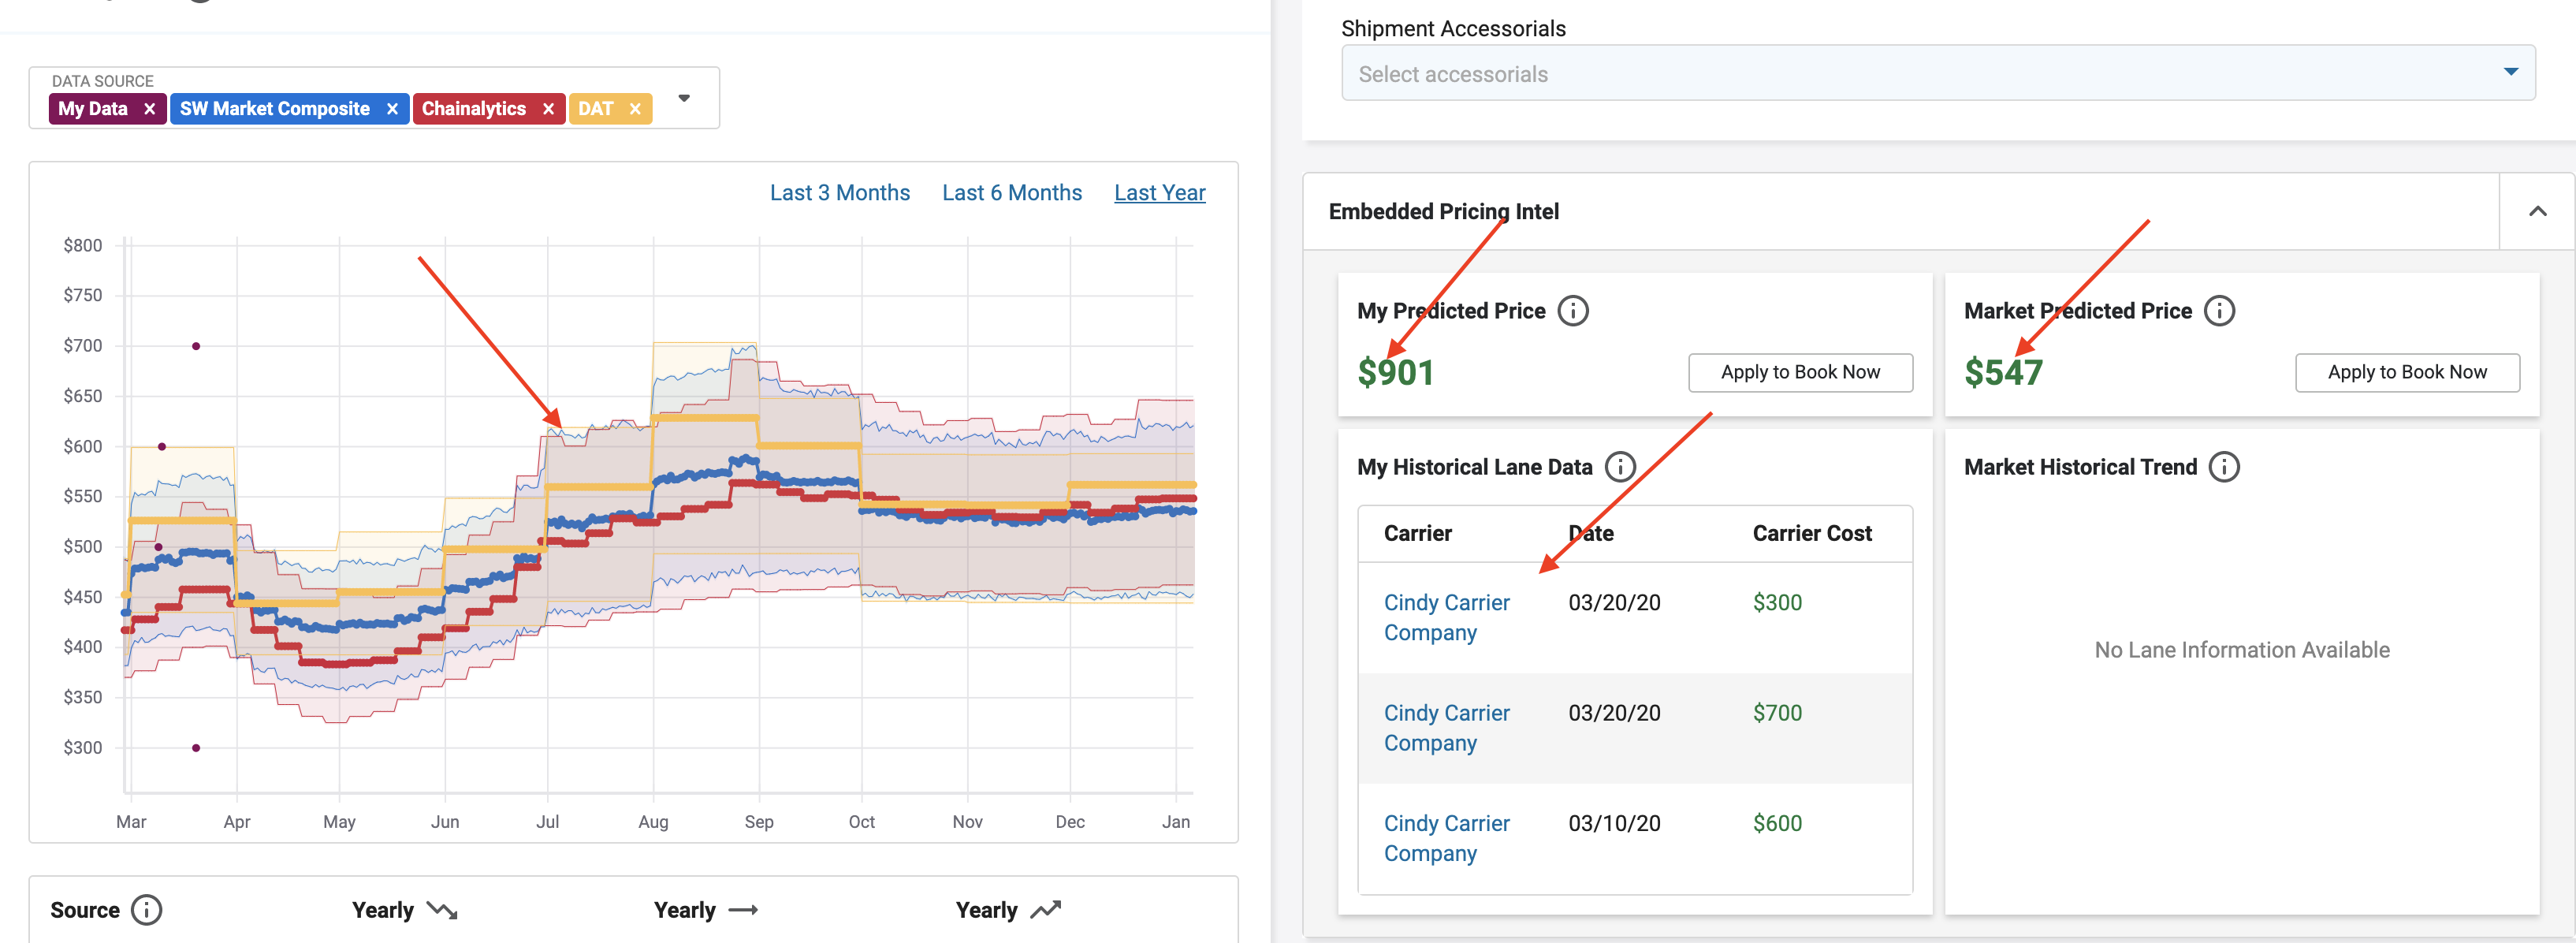 DATA SOURCE
My Data × SW Market Composite × Chainalytics × DAT ×
Last 3 Months Last 6 Months Last Year
$800
$750
$700
$650
$600
$550
$500
$450
$400
$350
$300
Mar Apr May Jun Jul Aug Sep Oct Nov Dec Jan
Source Yearly Yearly Yearly
Shipment Accessorials
Select accessorials
Embedded Pricing Intel
My Predicted Price
$901 Apply to Book Now
Market Predicted Price
$547 Apply to Book Now
My Historical Lane Data
Carrier Date Carrier Cost
Cindy Carrier 03/20/20 $300
Company
Cindy Carrier 03/20/20 $700
Company
Cindy Carrier 03/10/20 $600
Company
Market Historical Trend
No Lane Information Available